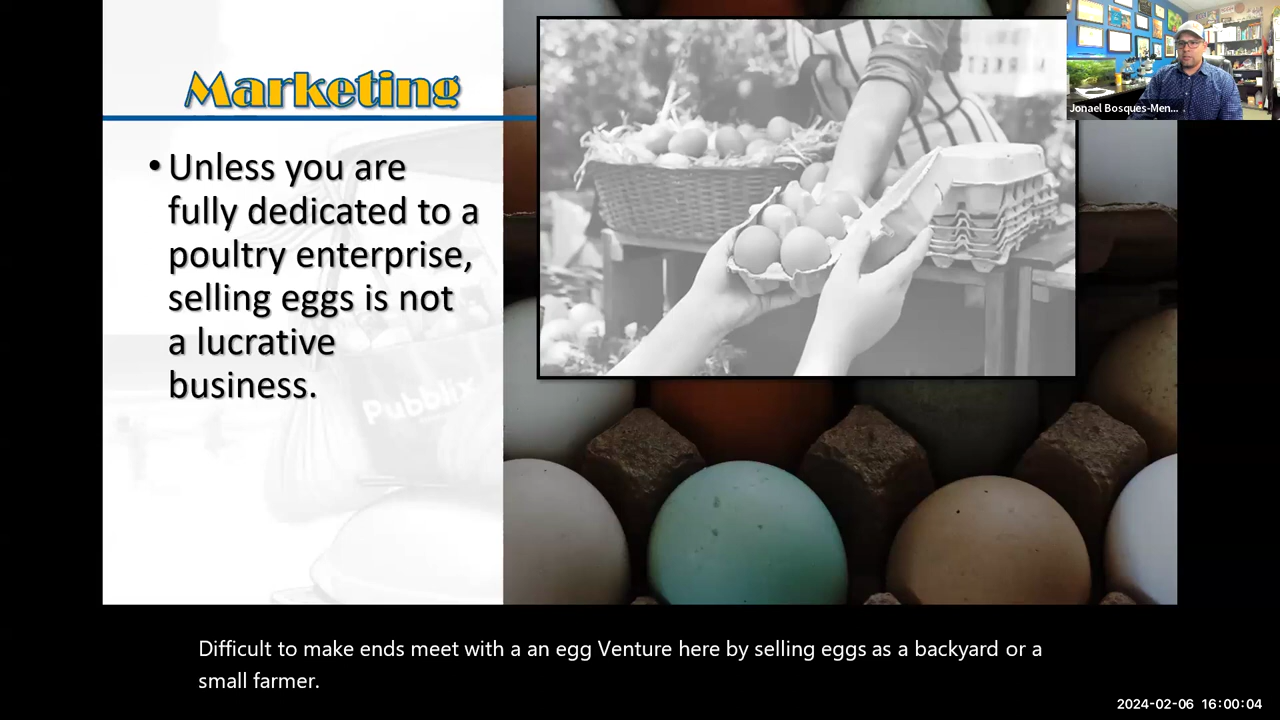 Marketing
• Unless you are
fully dedicated to a
poultry enterprise,
selling eggs is not
a lucrative
business.
Jonael Bosques-Men...
Difficult to make ends meet with a an egg Venture here by selling eggs as a backyard or a
small farmer.
2024-02-06 16:00:04